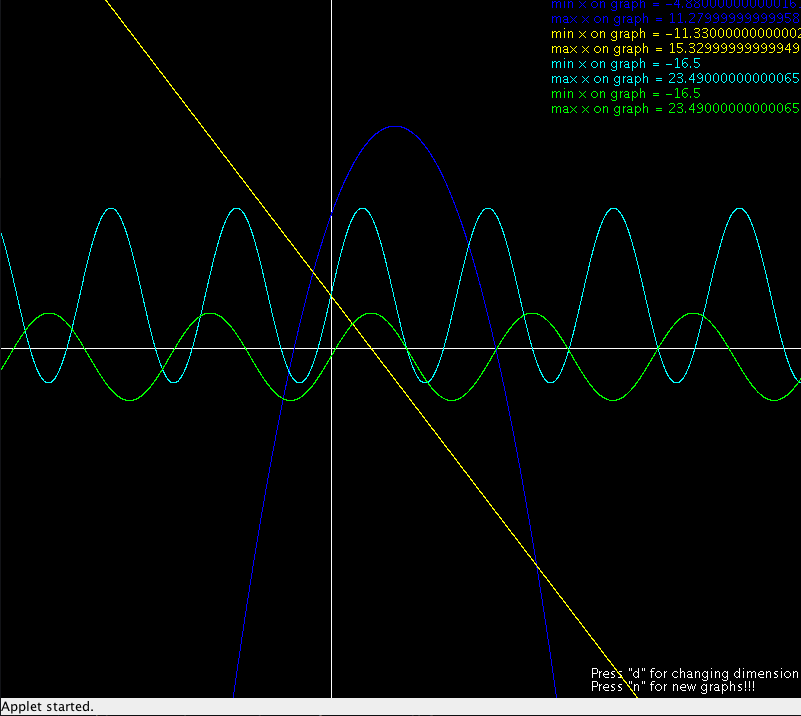 min x on graph = -4.88000000000016
max x on graph = 11.27999999999958
min x on graph = -11.33000000000002
max x on graph = 15.32999999999949
min x on graph = -16.5
max x on graph = 23.49000000000065
min x on graph = -16.5
max x on graph = 23.49000000000065
Press "d" for changing dimension
Press "n" for new graphs!!!
Applet started.